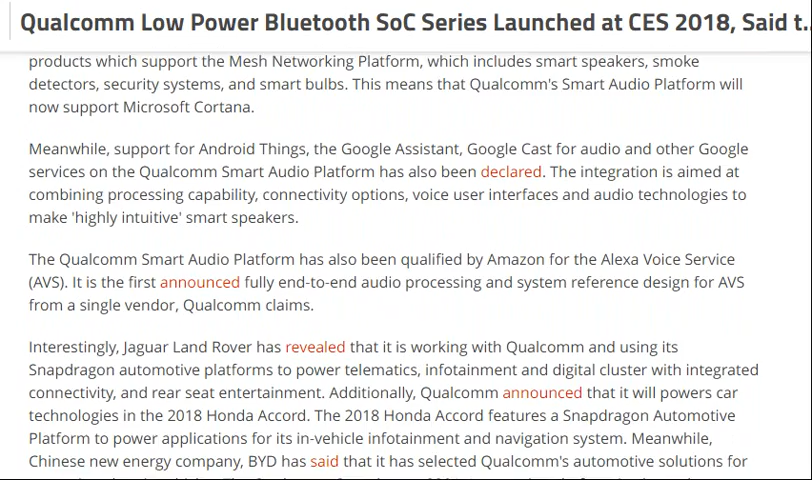 Qualcomm Low Power Bluetooth SoC Series Launched at CES 2018, Said t...
products which support the Mesh Networking Platform, which includes smart speakers, smoke
detectors, security systems, and smart bulbs. This means that Qualcomm's Smart Audio Platform will
now support Microsoft Cortana.
Meanwhile, support for Android Things, the Google Assistant, Google Cast for audio and other Google
services on the Qualcomm Smart Audio Platform has also been declared. The integration is aimed at
combining processing capability, connectivity options, voice user interfaces and audio technologies to
make 'highly intuitive' smart speakers.
The Qualcomm Smart Audio Platform has also been qualified by Amazon for the Alexa Voice Service
(AVS). It is the first announced fully end-to-end audio processing and system reference design for AVS
from a single vendor, Qualcomm claims.
Interestingly, Jaguar Land Rover has revealed that it is working with Qualcomm and using its
Snapdragon automotive platforms to power telematics, infotainment and digital cluster with integrated
connectivity, and rear seat entertainment. Additionally, Qualcomm announced that it will powers car
technologies in the 2018 Honda Accord. The 2018 Honda Accord features a Snapdragon Automotive
Platform to power applications for its in-vehicle infotainment and navigation system. Meanwhile,
Chinese new energy company, BYD has said that it has selected Qualcomm's automotive solutions for